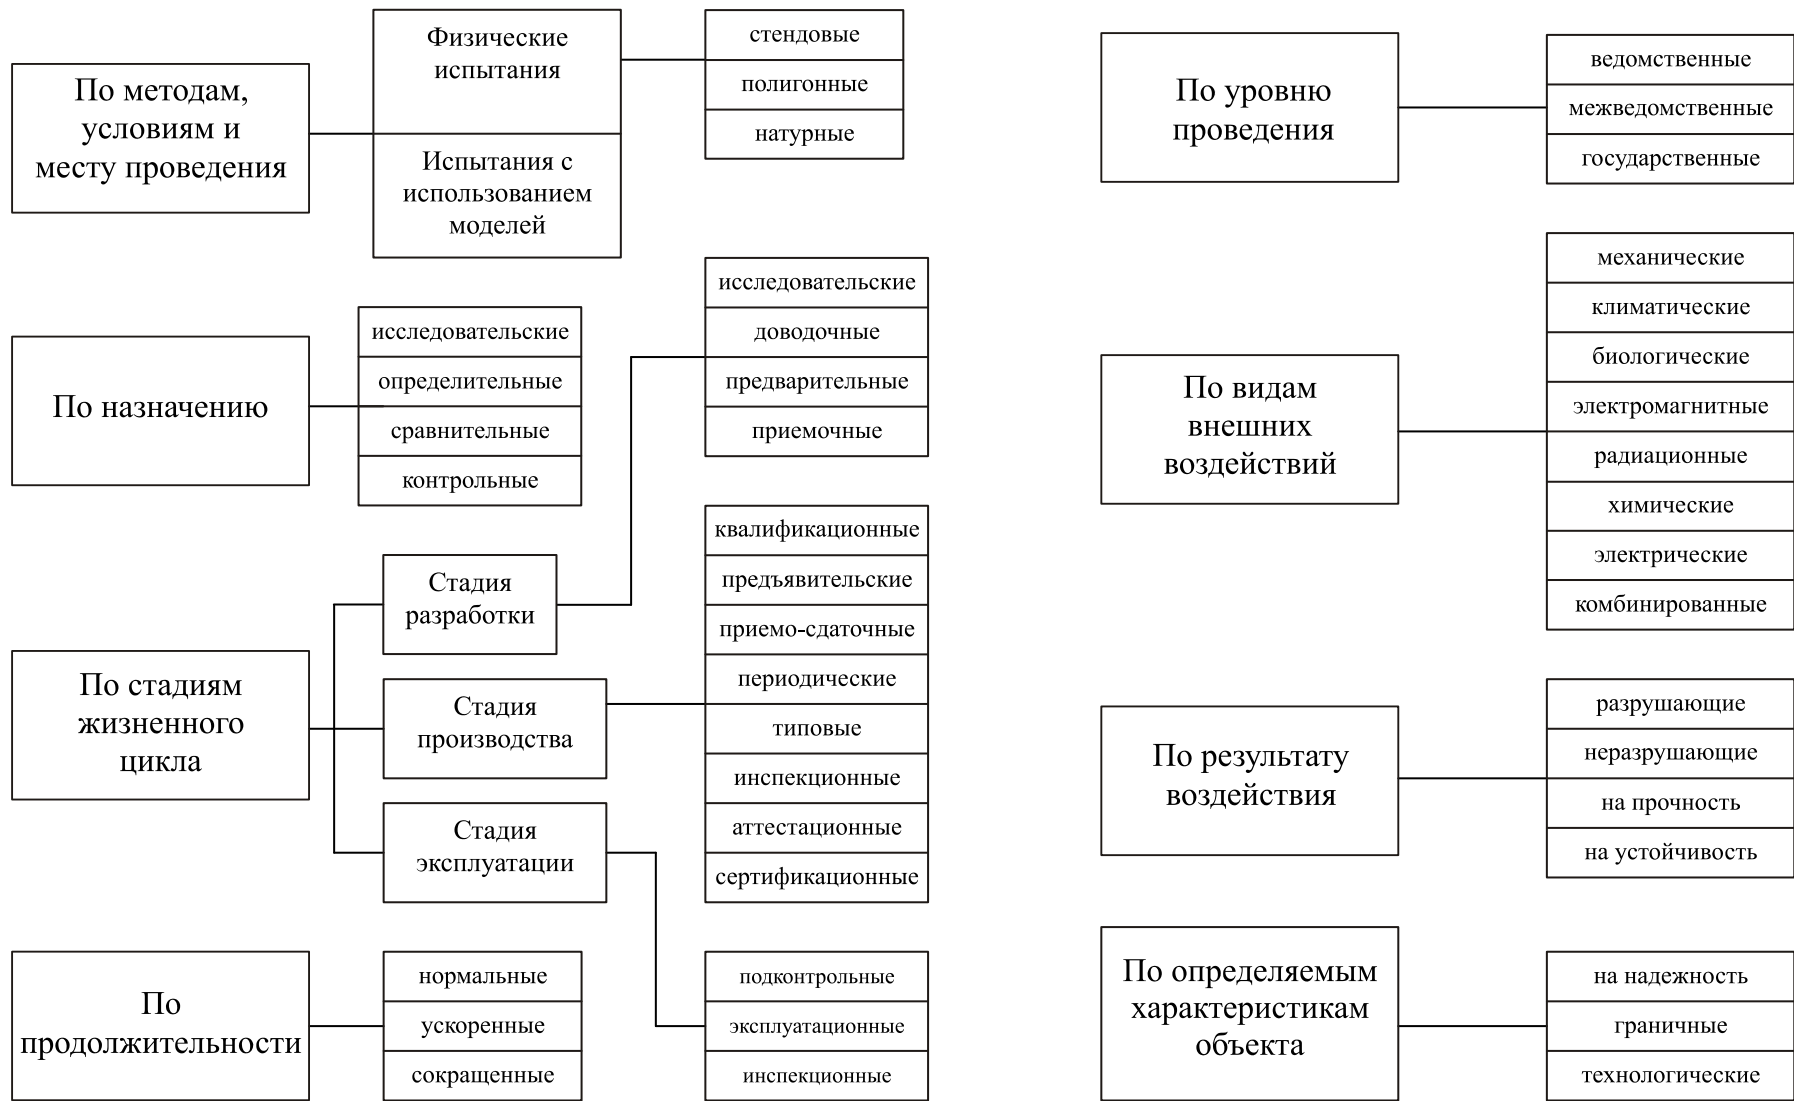 По методам,
условиям и
месту проведения
Физические
испытания
Испытания с
использованием
моделей
стендовые
полигонные
натурные
По назначению
исследовательские
определительные
сравнительные
контрольные
По стадиям
жизненного
цикла
Стадия
разработки
исследовательские
доводочные
предварительные
приемочные
Стадия
производства
квалификационные
предъявительские
приемо-сдаточные
периодические
типовые
инспекционные
аттестационные
сертификационные
Стадия
эксплуатации
подконтрольные
эксплуатационные
инспекционные
По
продолжительности
нормальные
ускоренные
сокращенные
По уровню
проведения
ведомственные
межведомственные
государственные
По видам
внешних
воздействий
механические
климатические
биологические
электромагнитные
радиационные
химические
электрические
комбинированные
По результату
воздействия
разрушающие
неразрушающие
на прочность
на устойчивость
По определяемым
характеристикам
объекта
на надежность
граничные
технологические